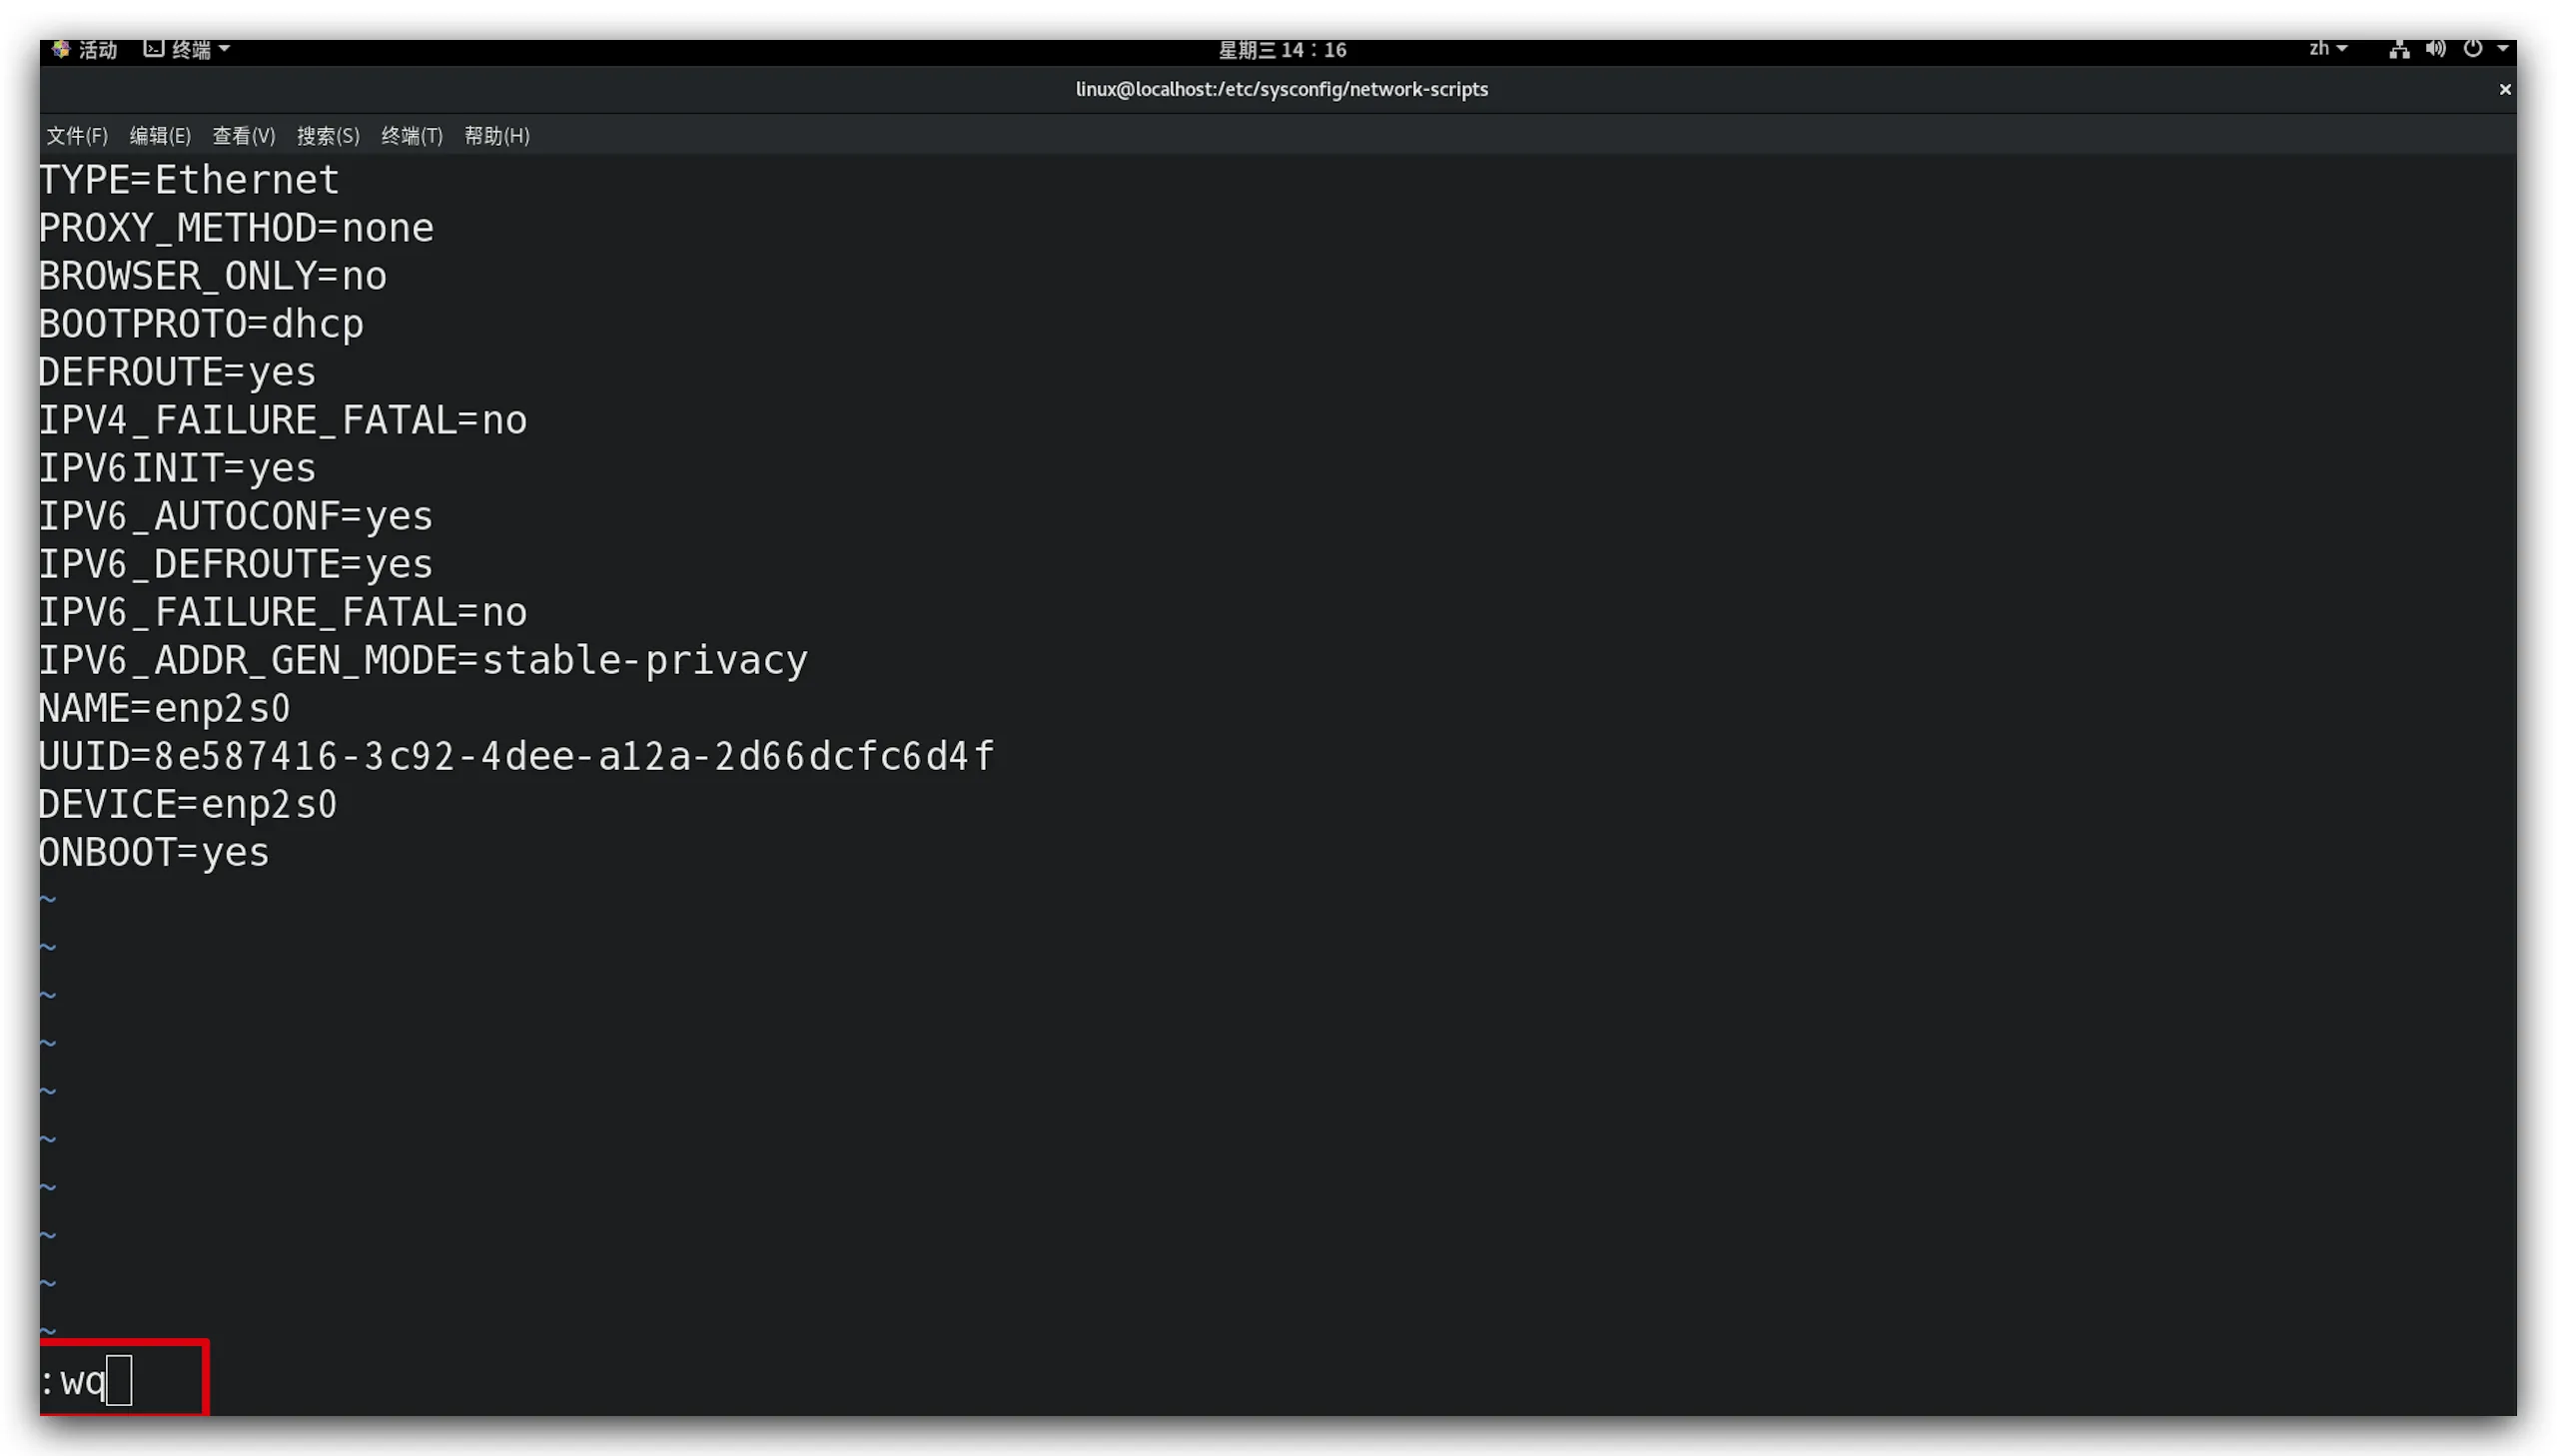 活动 终端 星期三 14：16 zh
linux@localhost:/etc/sysconfig/network-scripts ×
文件(F) 编辑(E) 查看(V) 搜索(S) 终端(T) 帮助(H)
TYPE=Ethernet
PROXY_METHOD=none
BROWSER_ONLY=no
BOOTPROTO=dhcp
DEFROUTE=yes
IPV4_FAILURE_FATAL=no
IPV6INIT=yes
IPV6_AUTOCONF=yes
IPV6_DEFROUTE=yes
IPV6_FAILURE_FATAL=no
IPV6_ADDR_GEN_MODE=stable-privacy
NAME=enp2s0
UUID=8e587416-3c92-4dee-a12a-2d66dcfc6d4f
DEVICE=enp2s0
ONBOOT=yes
~
~
~
~
~
~
~
~
~
~
:wq